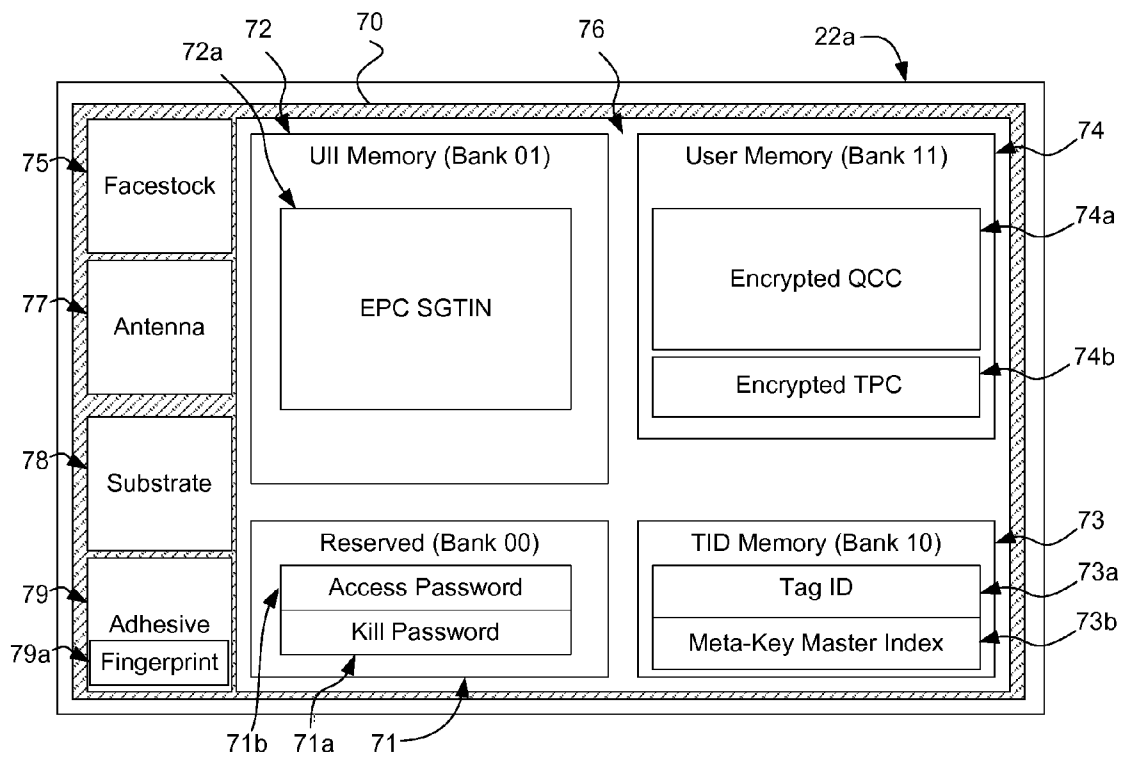 72
70
76
22a
72a
75
Facestock
UII Memory (Bank 01)
User Memory (Bank 11)
74
74a
EPC SGTIN
Encrypted QCC
77
Antenna
74b
Encrypted TPC
78
Substrate
Reserved (Bank 00)
TID Memory (Bank 10)
73
Access Password
Tag ID
73a
79
Adhesive
Kill Password
Meta-Key Master Index
73b
79a
Fingerprint
71b
71a
71